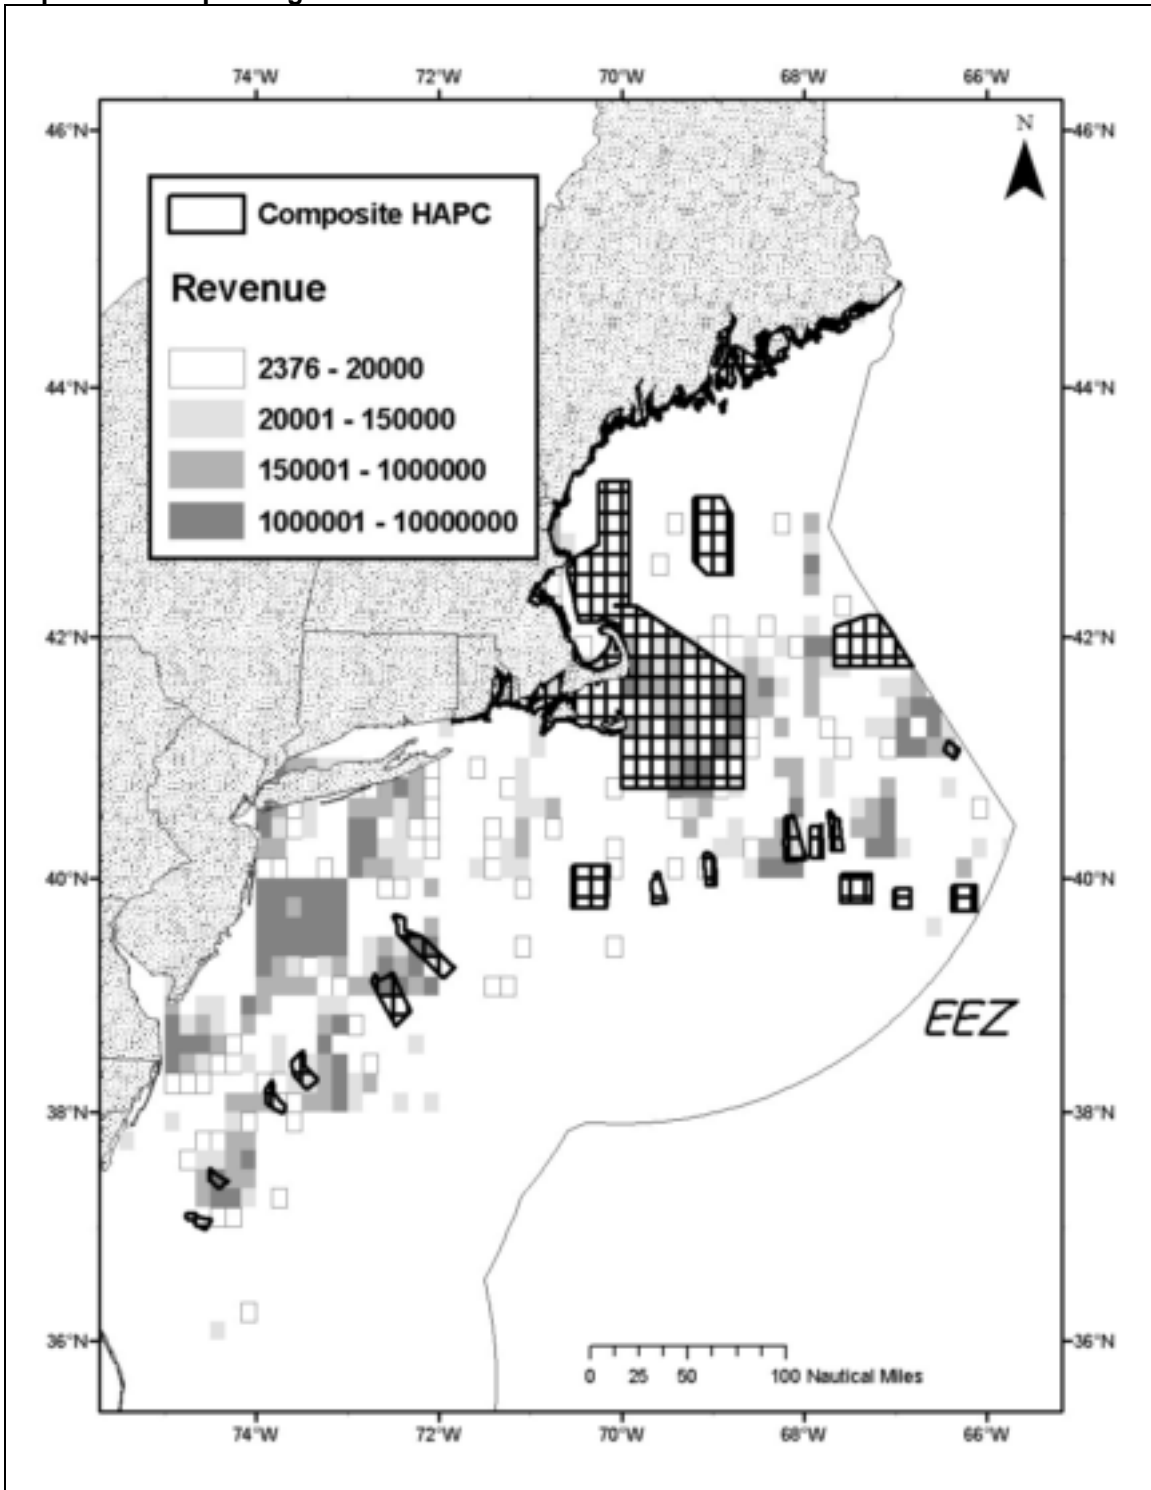 74°W 72°W 70°W 68°W 66°W
N
46°N 46°N
Composite HAPC
Revenue
2376 - 20000
20001 - 150000
150001 - 1000000
1000001 - 10000000
44°N 44°N
42°N 42°N
40°N 40°N
EEZ
38°N 38°N
36°N 36°N
0 25 50 100 Nautical Miles
74°W 72°W 70°W 68°W 66°W